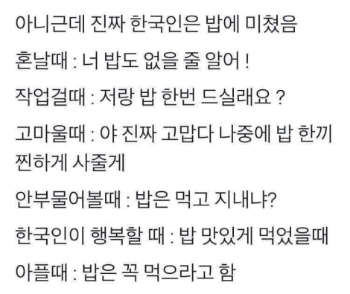 아니근데 진짜 한국인은 밥에 미쳤음
혼날때 : 너 밥도 없을 줄 알어 !
작업걸때 : 저랑 밥 한번 드실래요 ?
고마울때 : 야 진짜 고맙다 나중에 밥 한끼
찐하게 사줄게
안부물어볼때 : 밥은 먹고 지내냐?
한국인이 행복할 때 : 밥 맛있게 먹었을때
아플때 : 밥은 꼭 먹으라고 함